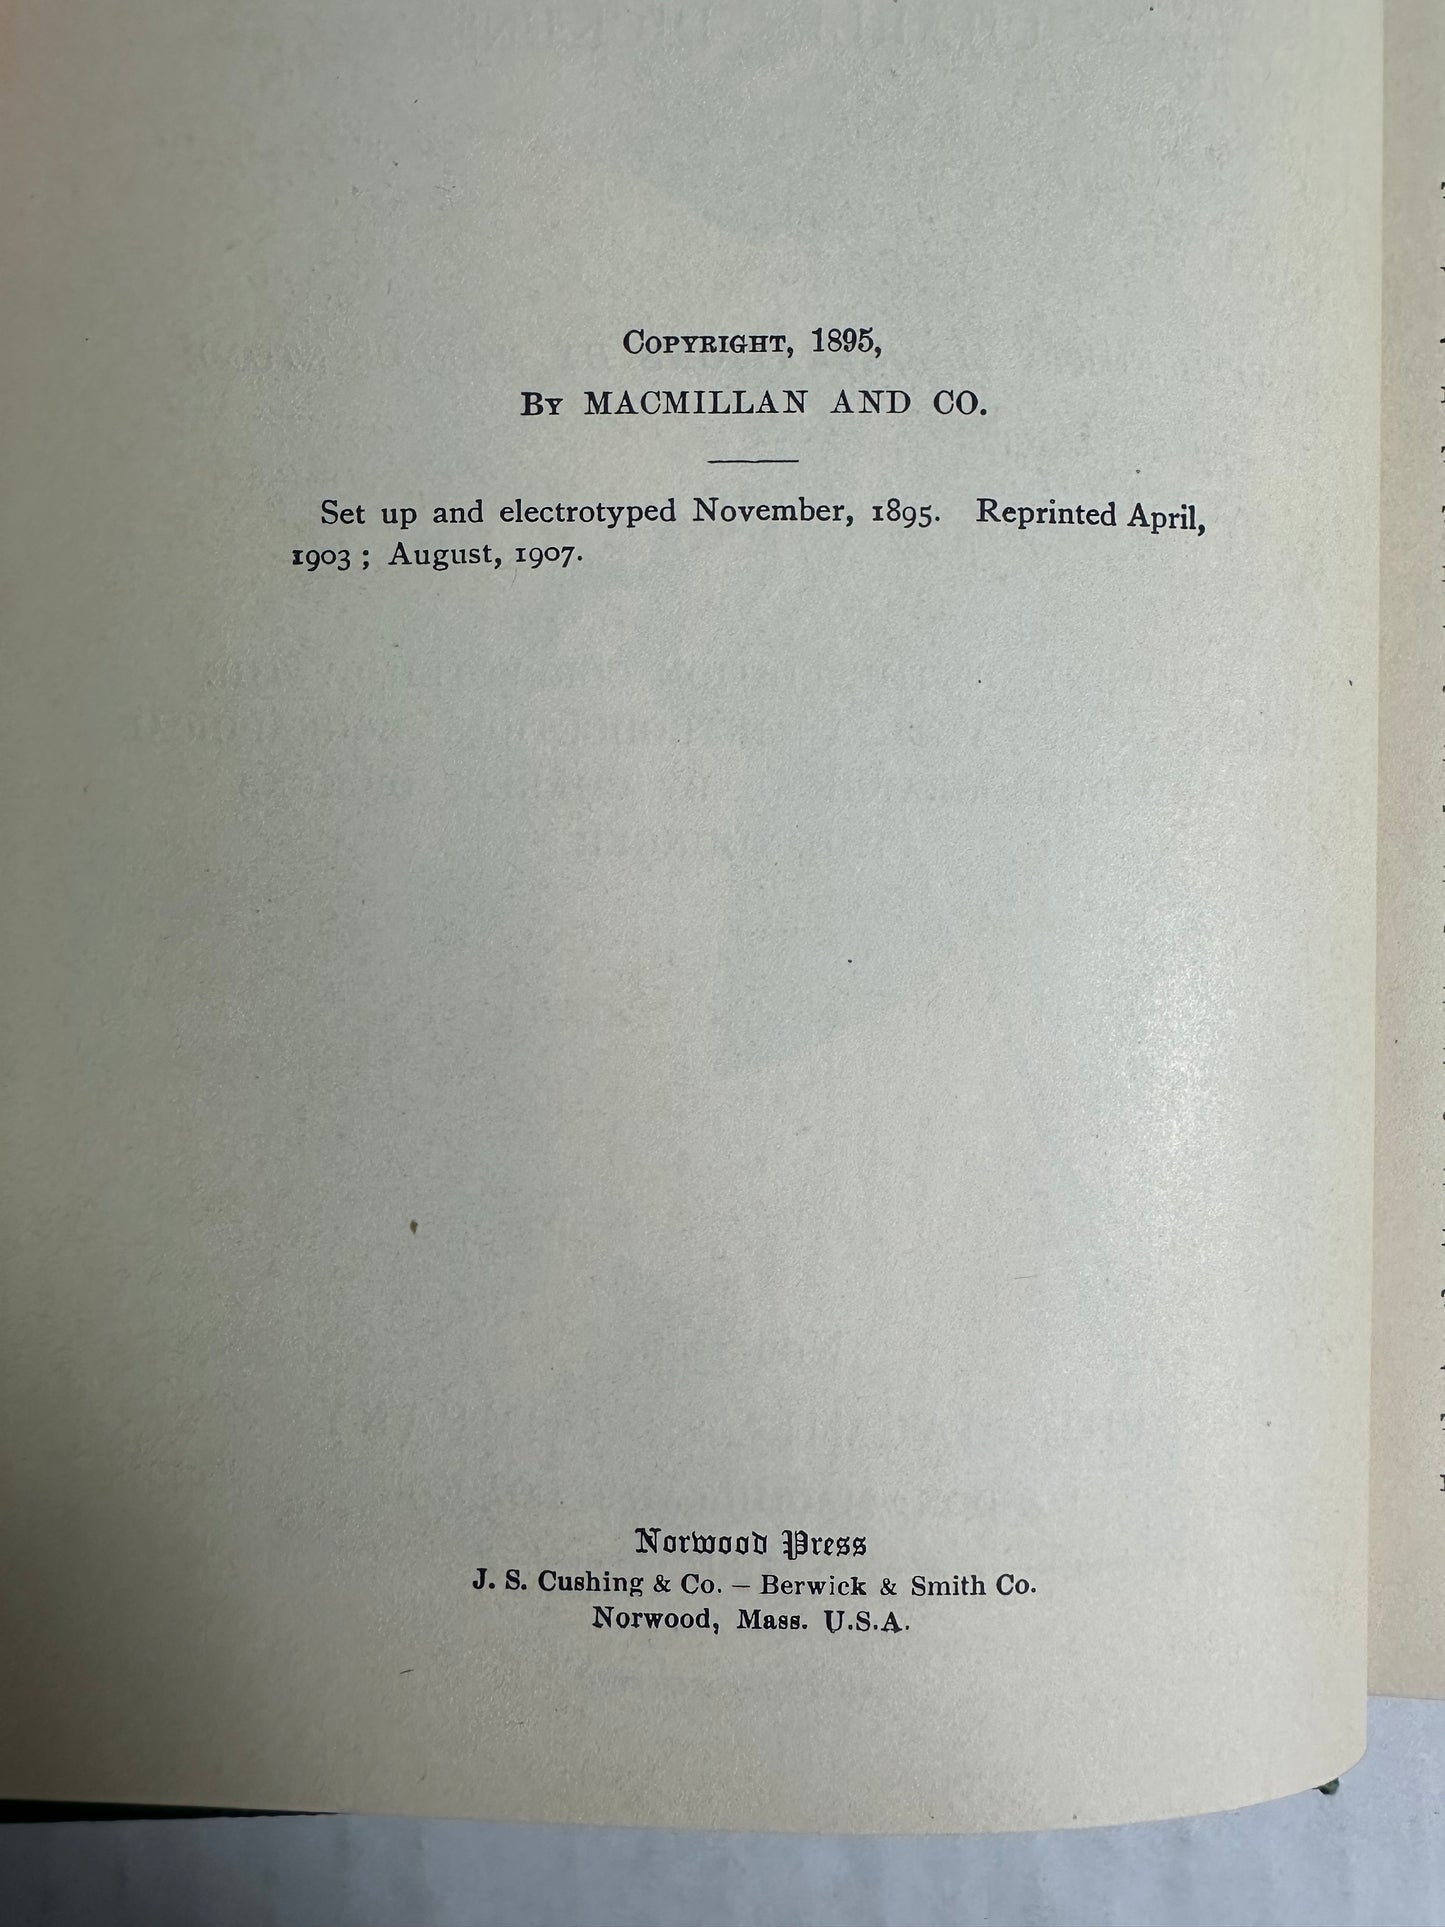 COPYRIGHT, 1895,
BY MACMILLAN AND CO.
Set up and electrotyped November, 1895. Reprinted April,
1903; August, 1907.
Norwood Press
J. S. Cushing & Co. – Berwick & Smith Co.
Norwood, Mass. U.S.A.